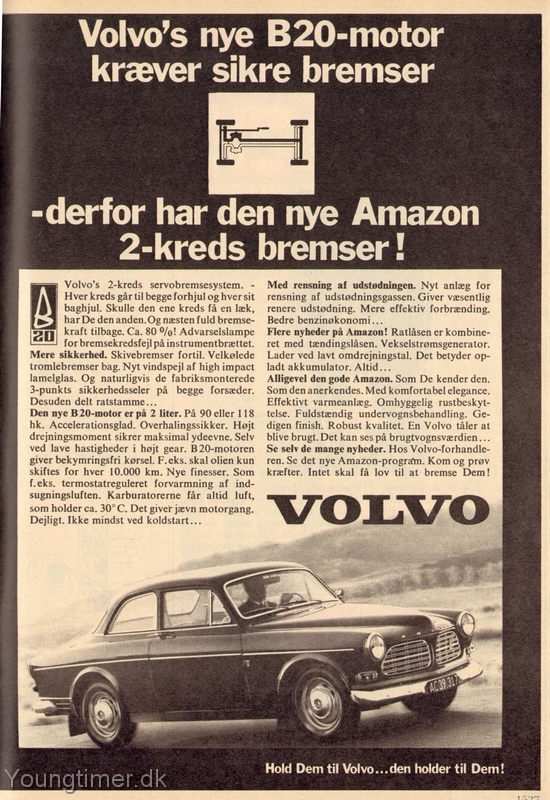 Volvo's nye B20-motor
kræver sikre bremser
-derfor har den nye Amazon
2-kreds bremser!
B
20
Volvo's 2-kreds servobremsesystem. -
Hver kreds går til begge forhjul og hver sit
baghjul. Skulle den ene kreds få en læk,
har De den anden. Og næsten fuld bremse-
kraft tilbage. Ca. 80 %! Advarselslampe
for bremsekredsfejl på instrumentbrættet.
Mere sikkerhed. Skivebremser fortil. Velkølede
tromlebremser bag. Nyt vindspejl af high impact
lamelglas. Og naturligvis de fabriksmonterede
3-punkts sikkerhedsseler på begge forsæder.
Desuden delt ratstamme...
Den nye B20 motor er på 2 liter. På 90 eller 118
hk. Accelerationsglad. Overhalingssikker. Højt
drejningsmoment sikrer maksimal ydeevne. Selv
ved lave hastigheder i højt gear. B20-motoren
giver bekymringsfri kørsel. F.eks. skal olien kun
skiftes for hver 10.000 km. Nye finesser. Som
f.eks. termostatreguleret forvarmning af ind-
sugningsluften. Karburatorerne får altid luft,
som holder ca. 30° C. Det giver jævn motorgang.
Dejligt. Ikke mindst ved koldstart...
Med rensning af udstødningen. Nyt anlæg for
rensning af udstødningsgassen. Giver væsentlig
renere udstødning. Mere effektiv forbrænding.
Bedre benzinøkonomi...
Flere nyheder på Amazon! Ratlåsen er kombine-
ret med tændingslåsen. Vekselstrømsgenerator.
Lader ved lavt omdrejningstal. Det betyder op-
ladt akkumulator. Altid...
Alligevel den gode Amazon. Som De kender den.
Som den anerkendes. Med komfortabel elegance.
Effektiv varmeanlæg. Omhyggelig rustbeskyt-
telse. Fuldstændig undervognsbehandling. Ge-
digen finish. Robust kvalitet. En Volvo tåler at
blive brugt. Det kan ses på brugtvognsværdien...
Se selv de mange nyheder. Hos Volvo-forhandle-
ren. Se det nye Amazon-program. Kom og prøv
kræfter. Intet skal få lov til at bremse Dem!
VOLVO
AC 39.317
Hold Dem til Volvo...den holder til Dem!
Youngtimer.dk